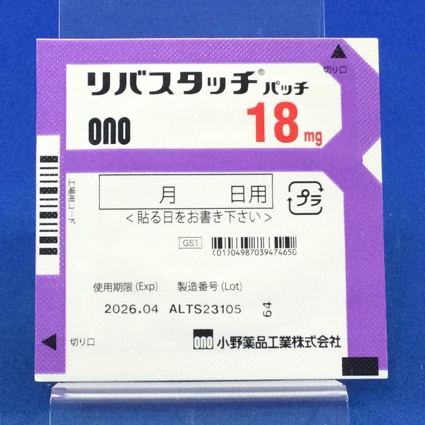 切り口
リバスタッチ®パッチ
ono
18mg
工場用コード
月 日用
<貼る日をお書き下さい>
プラ
GS1
(01)04987039474650
使用期限(Exp) 製造番号(Lot)
2026.04 ALTS23105 64
切り口
ono 小野薬品工業株式会社